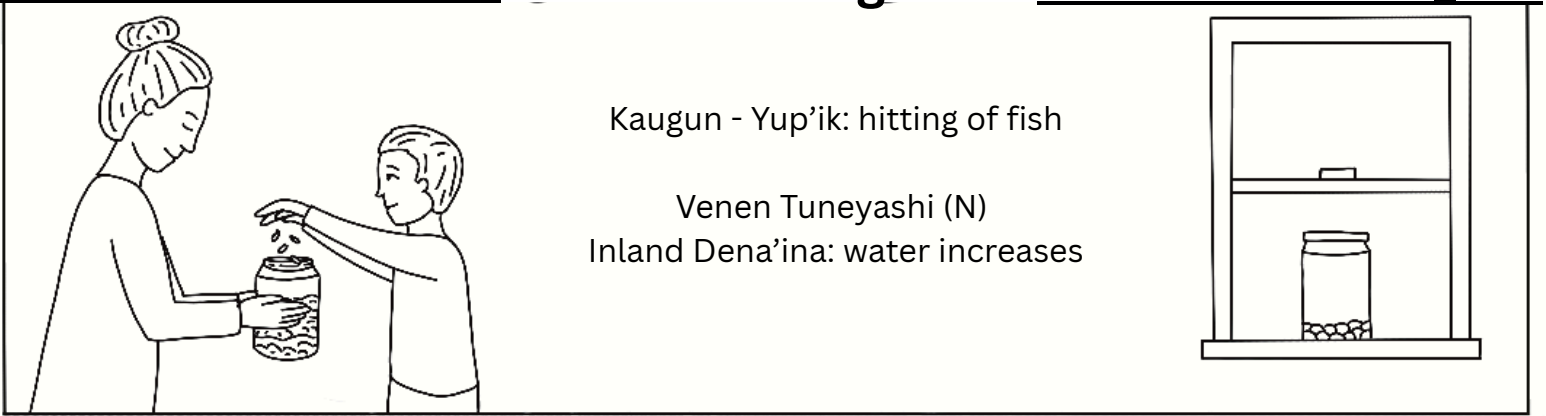 Kaugun - Yup’ik: hitting of fish
Venen Tuneyashi (N)
Inland Dena’ina: water increases